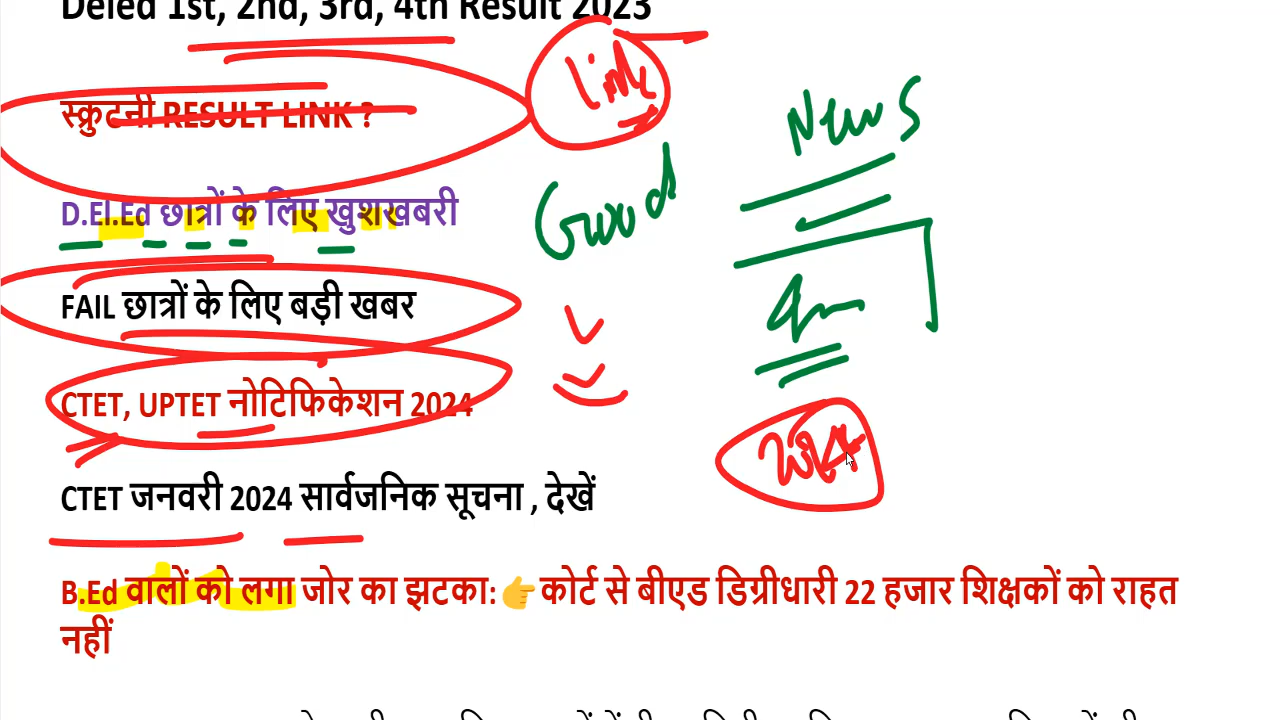 Deled 1st, 2nd, 3rd, 4th Result 2023
स्क्रुटनी RESULT LINK ?
Link
News
D.El.Ed छात्रों के लिए खुशखबरी
Good
FAIL छात्रों के लिए बड़ी खबर
CTET, UPTET नोटिफिकेशन 2024
CTET जनवरी 2024 सार्वजनिक सूचना , देखें
B.Ed वालों को लगा जोर का झटका: 👉 कोर्ट से बीएड डिग्रीधारी 22 हजार शिक्षकों को राहत
नहीं